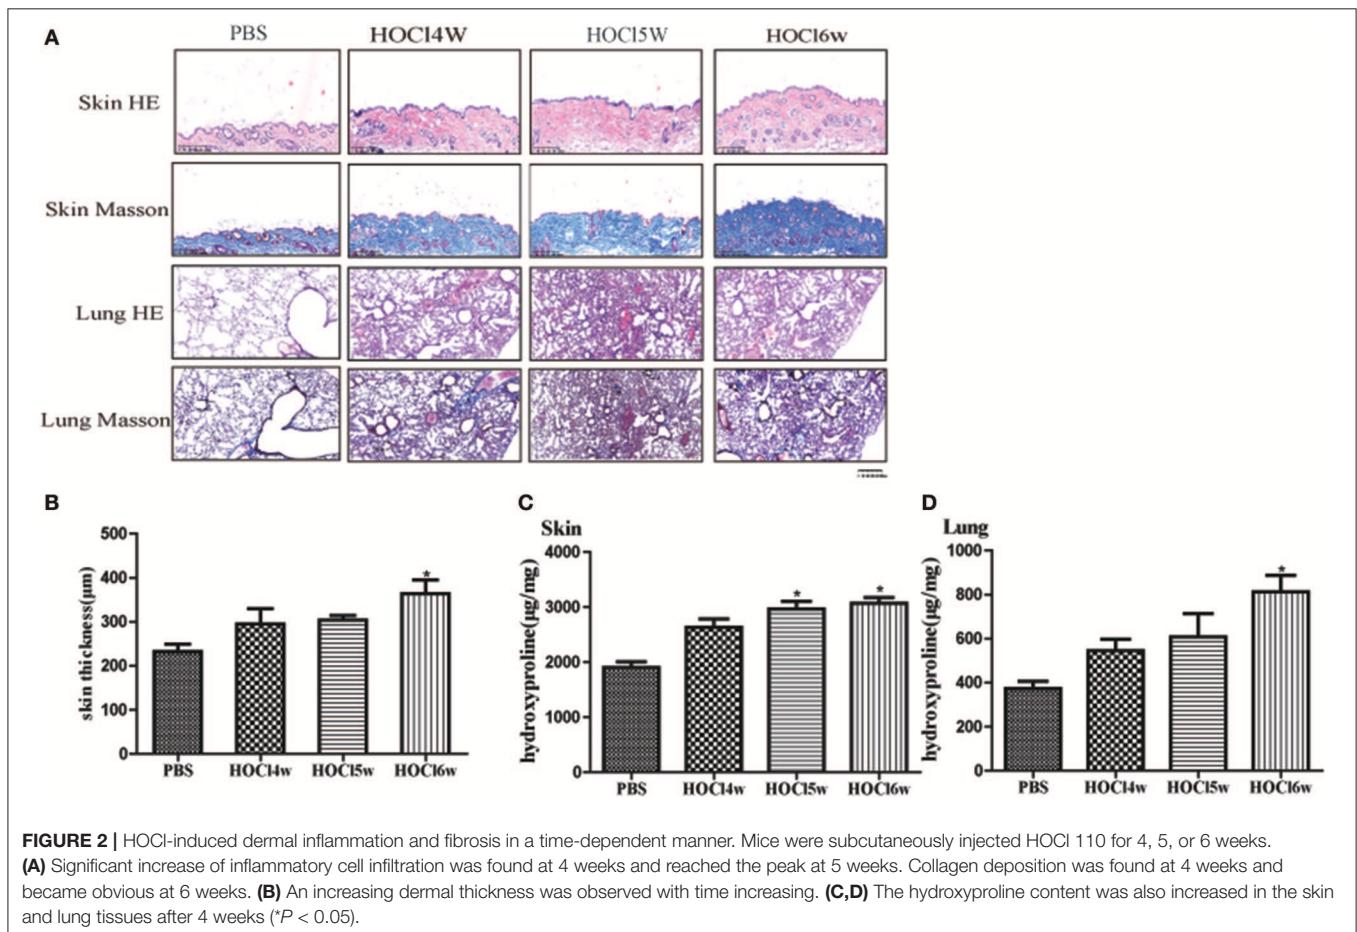 A
PBS HOCl4W HOCl5W HOCl6w
Skin HE
Skin Masson
Lung HE
Lung Masson
B
skin thickness(µm)
500
400
300
200
100
0
*
PBS HOCl4w HOCl5w HOCl6w
C
Skin
hydroxyproline(µg/mg)
4000
3000
2000
1000
0
* *
PBS HOCl4w HOCl5w HOCl6w
D
Lung
hydroxyproline(µg/mg)
1000
800
600
400
200
0
*
PBS HOCl4w HOCl5w HOCl6w
FIGURE 2 | HOCl-induced dermal inflammation and fibrosis in a time-dependent manner. Mice were subcutaneously injected HOCl 110 for 4, 5, or 6 weeks.
(A) Significant increase of inflammatory cell infiltration was found at 4 weeks and reached the peak at 5 weeks. Collagen deposition was found at 4 weeks and
became obvious at 6 weeks. (B) An increasing dermal thickness was observed with time increasing. (C,D) The hydroxyproline content was also increased in the skin
and lung tissues after 4 weeks (*P < 0.05).